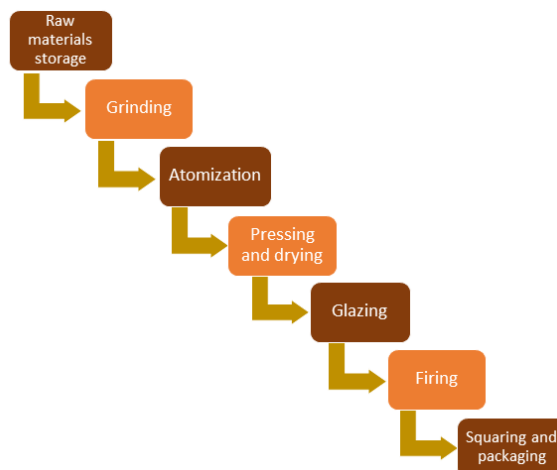 Raw
materials
storage
Grinding
Atomization
Pressing
and drying
Glazing
Firing
Squaring and
packaging